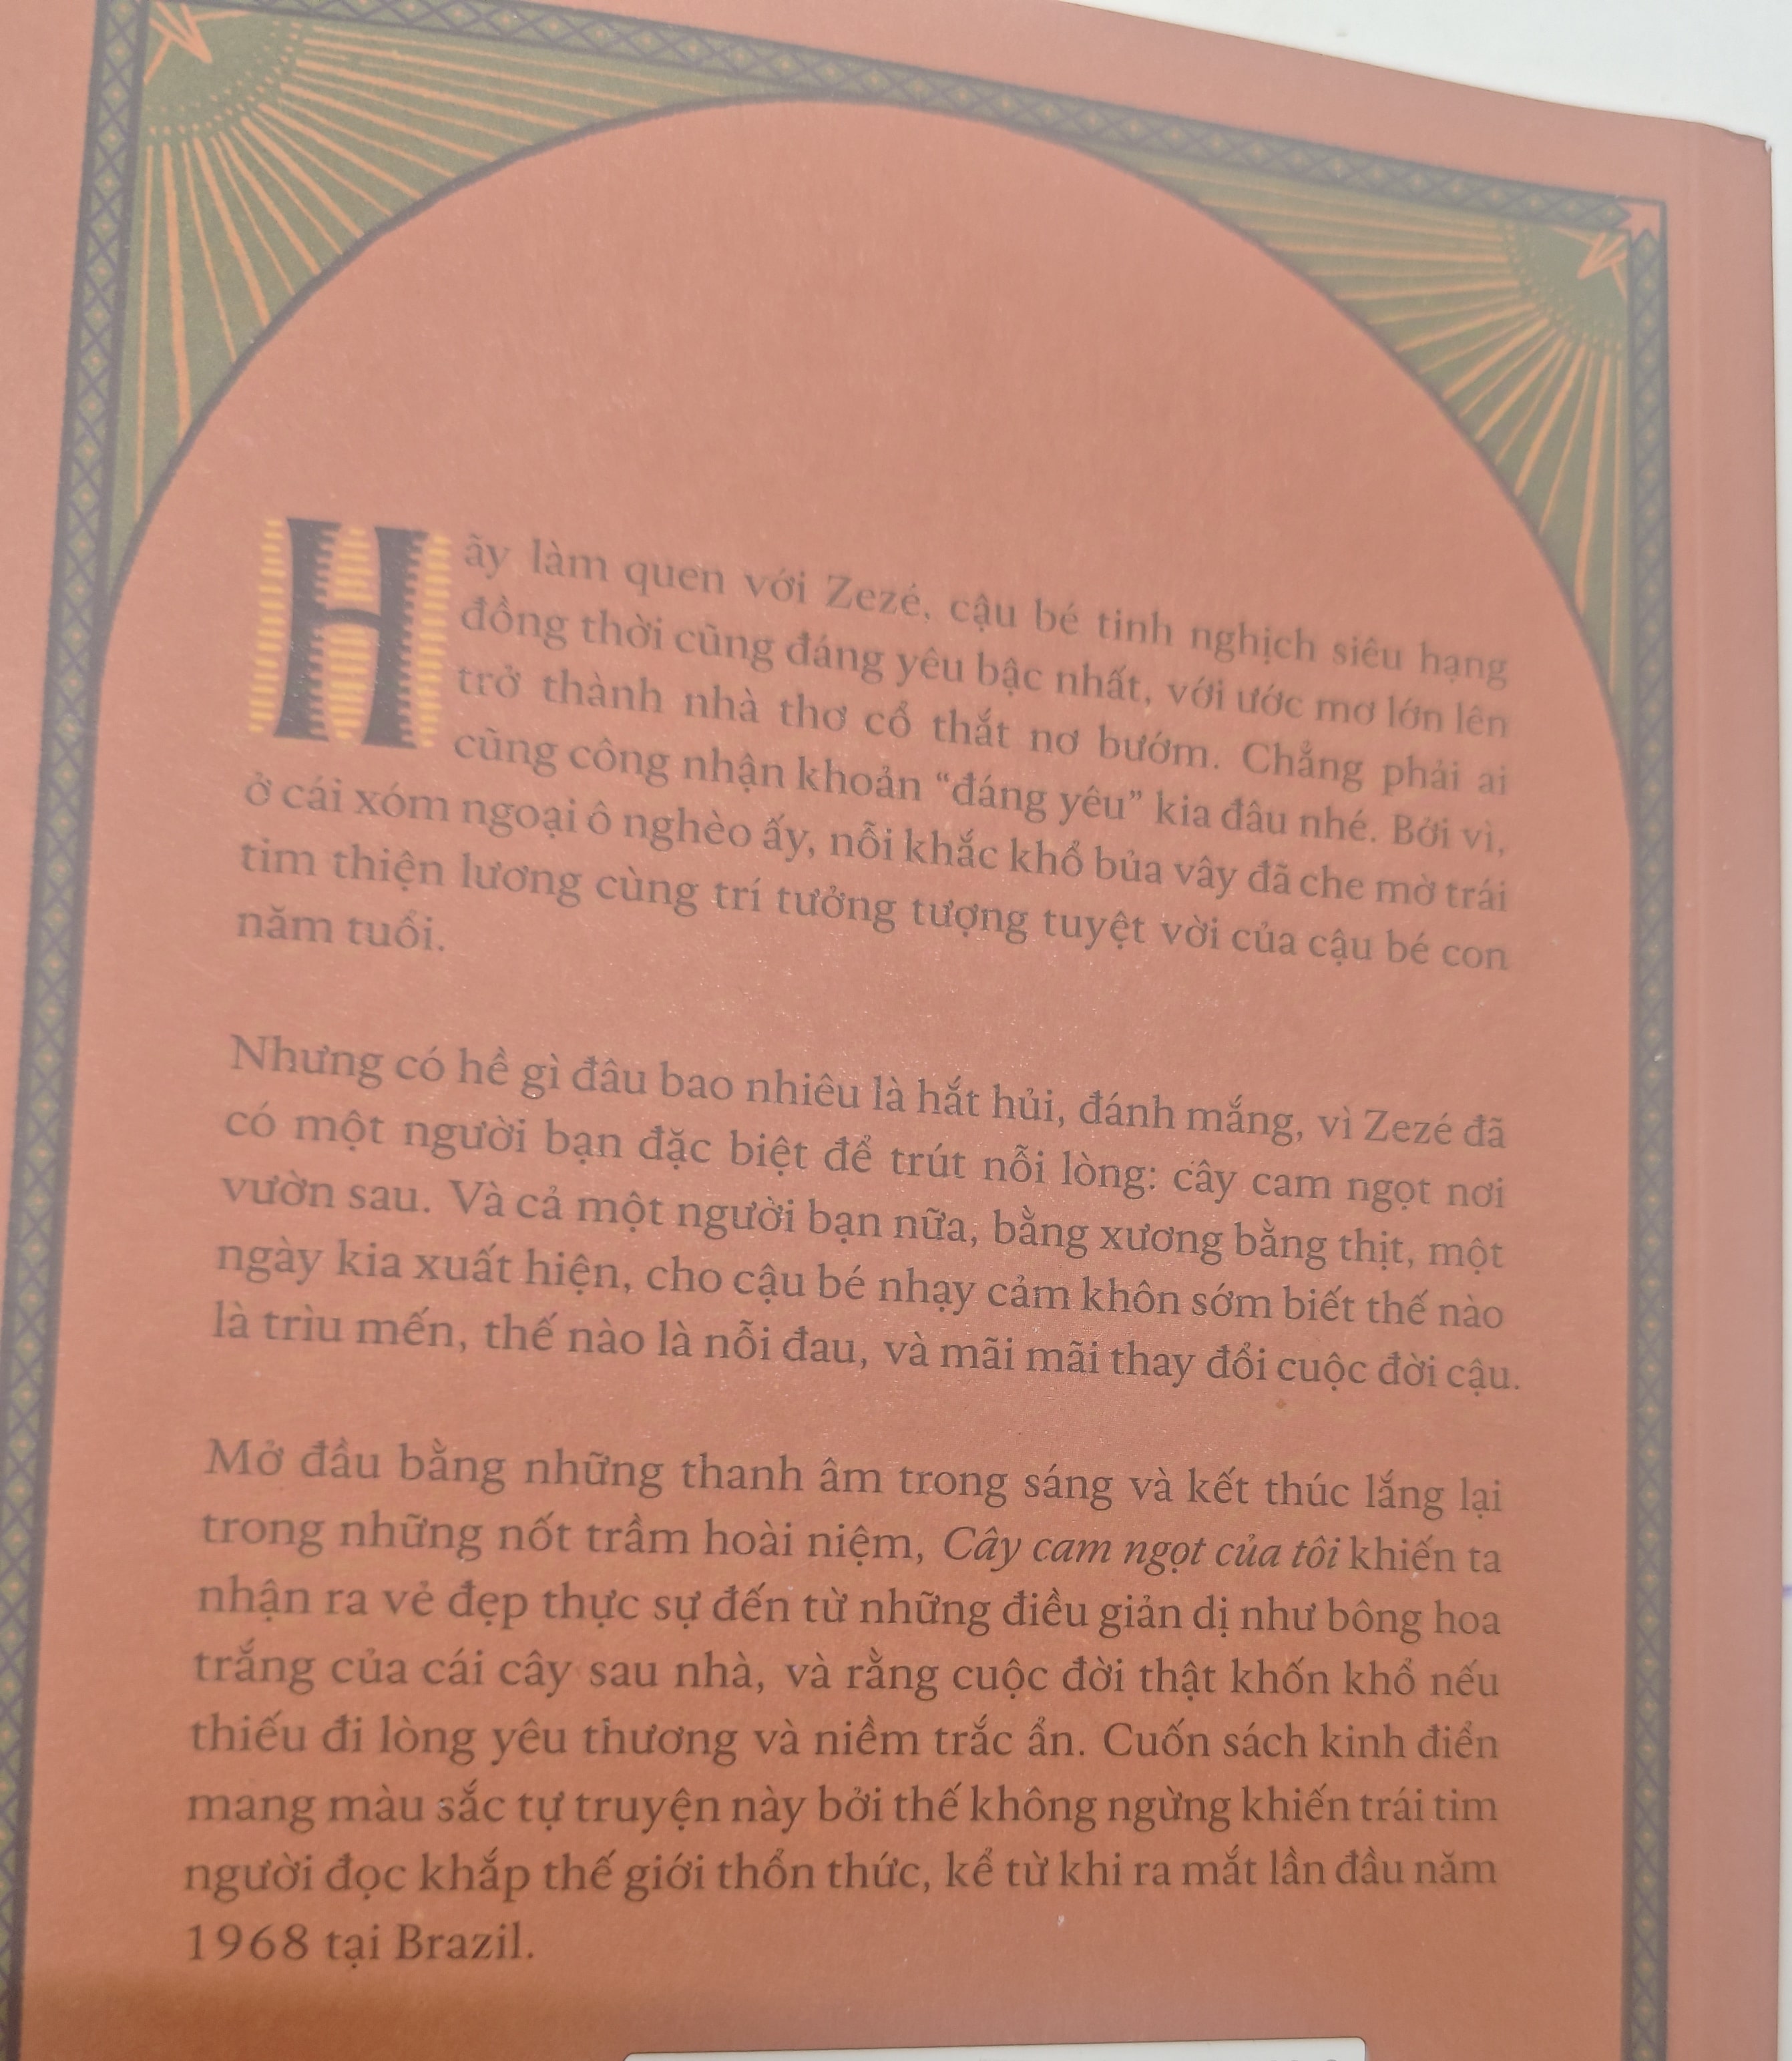 Hãy làm quen với Zezé, cậu bé tinh nghịch siêu hạng
đồng thời cũng đáng yêu bậc nhất, với ước mơ lớn lên
trở thành nhà thơ cổ thắt nơ bướm. Chẳng phải ai
cũng công nhận khoản “đáng yêu” kia đâu nhé. Bởi vì,
ở cái xóm ngoại ô nghèo ấy, nỗi khắc khổ bủa vây đã che mờ trái
tim thiện lương cùng trí tưởng tượng tuyệt vời của cậu bé con
năm tuổi.
Nhưng có hề gì đâu bao nhiêu là hắt hủi, đánh mắng, vì Zezé đã
có một người bạn đặc biệt để trút nỗi lòng: cây cam ngọt nơi
vườn sau. Và cả một người bạn nữa, bằng xương bằng thịt, một
ngày kia xuất hiện, cho cậu bé nhạy cảm khôn sớm biết thế nào
là trìu mến, thế nào là nỗi đau, và mãi mãi thay đổi cuộc đời cậu.
Mở đầu bằng những thanh âm trong sáng và kết thúc lắng lại
trong những nốt trầm hoài niệm, Cây cam ngọt của tôi khiến ta
nhận ra vẻ đẹp thực sự đến từ những điều giản dị như bông hoa
trắng của cái cây sau nhà, và rằng cuộc đời thật khốn khổ nếu
thiếu đi lòng yêu thương và niềm trắc ẩn. Cuốn sách kinh điển
mang màu sắc tự truyện này bởi thế không ngừng khiến trái tim
người đọc khắp thế giới thổn thức, kể từ khi ra mắt lần đầu năm
1968 tại Brazil.